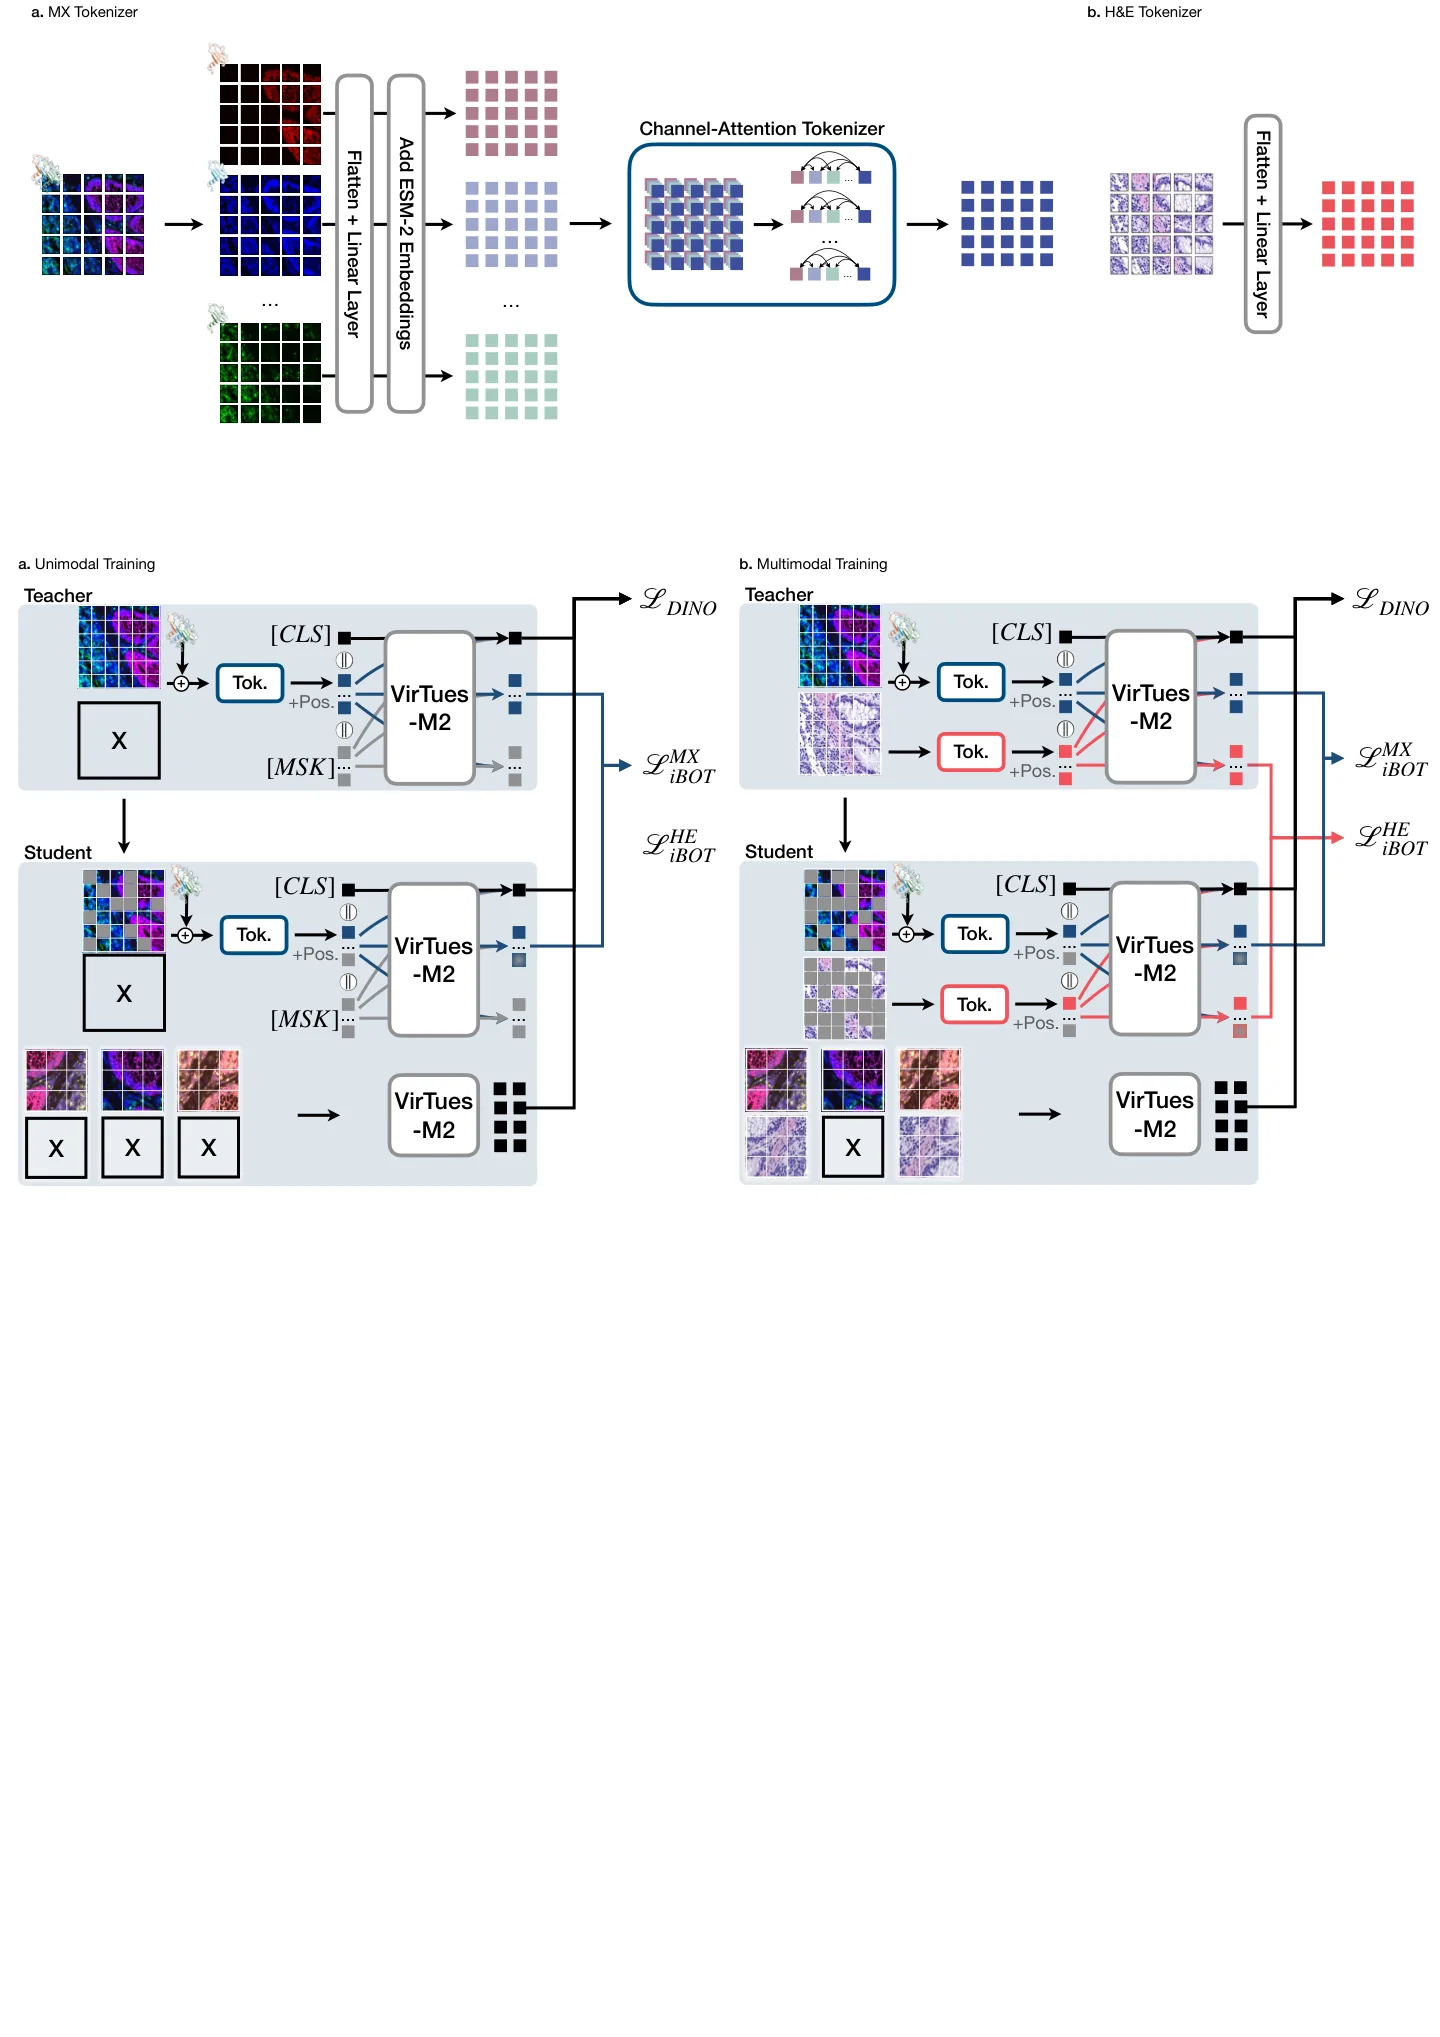 a. MX Tokenizer
b. H&E Tokenizer
Flatten + Linear Layer
Add ESM-2 Embeddings
...
...
Channel-Attention Tokenizer
...
...
...
...
Flatten + Linear Layer
a. Unimodal Training
Teacher
X
+
Tok.
[CLS]
+Pos.
...
[MSK]
...
VirTues
-M2
...
...
ℒ DINO
ℒ MX iBOT
ℒ HE iBOT
Student
X
+
Tok.
[CLS]
+Pos.
...
[MSK]
...
VirTues
-M2
...
...
X X X
VirTues
-M2
b. Multimodal Training
Teacher
+
Tok.
[CLS]
+Pos.
...
Tok.
+Pos.
...
VirTues
-M2
...
...
ℒ DINO
ℒ MX iBOT
ℒ HE iBOT
Student
+
Tok.
[CLS]
+Pos.
...
Tok.
+Pos.
...
VirTues
-M2
...
...
X
VirTues
-M2